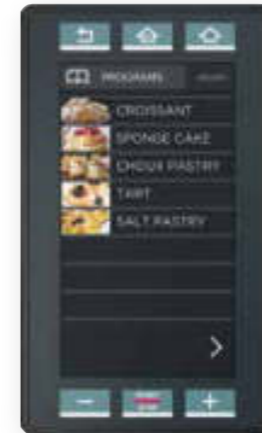 PROGRAMS
CROISSANT
SPONGE CAKE
CHOUX PASTRY
TART
SALT PASTRY